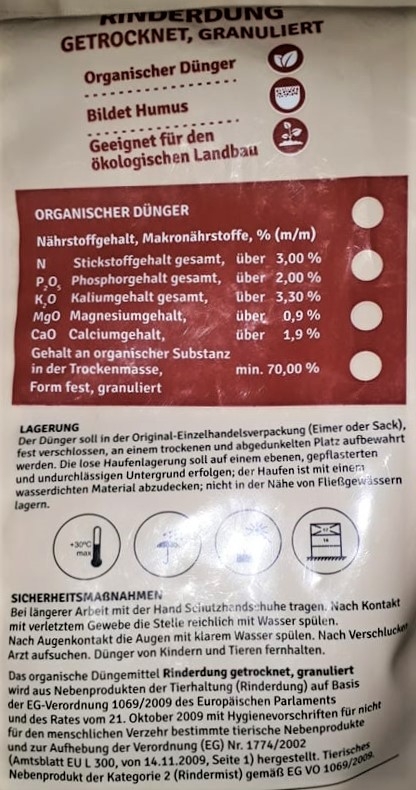 RINDERDUNG
GETROCKNET, GRANULIERT
Organischer Dünger
Bildet Humus
Geeignet für den
ökologischen Landbau
ORGANISCHER DÜNGER
Nährstoffgehalt, Makronährstoffe, % (m/m)
N Stickstoffgehalt gesamt, über 3,00 %
P₂O₅ Phosphorgehalt gesamt, über 2,00 %
K₂O Kaliumgehalt gesamt, über 3,30 %
MgO Magnesiumgehalt, über 0,9 %
CaO Calciumgehalt, über 1,9 %
Gehalt an organischer Substanz
in der Trockenmasse, min. 70,00 %
Form fest, granuliert
LAGERUNG
Der Dünger soll in der Original-Einzelhandelsverpackung (Eimer oder Sack),
fest verschlossen, an einem trockenen und abgedunkelten Platz aufbewahrt
werden. Die lose Haufenlagerung soll auf einem ebenen, gepflasterten
und undurchlässigen Untergrund erfolgen; der Haufen ist mit einem
wasserdichten Material abzudecken; nicht in der Nähe von Fließgewässern
lagern.
+30°C
max
SICHERHEITSMAßNAHMEN
Bei längerer Arbeit mit der Hand Schutzhandschuhe tragen. Nach Kontakt
mit verletztem Gewebe die Stelle reichlich mit Wasser spülen.
Nach Augenkontakt die Augen mit klarem Wasser spülen. Nach Verschlucken
Arzt aufsuchen. Dünger von Kindern und Tieren fernhalten.
Das organische Düngemittel Rinderdung getrocknet, granuliert
wird aus Nebenprodukten der Tierhaltung (Rinderdung) auf Basis
der EG-Verordnung 1069/2009 des Europäischen Parlaments
und des Rates vom 21. Oktober 2009 mit Hygienevorschriften für nicht
für den menschlichen Verzehr bestimmte tierische Nebenprodukte
und zur Aufhebung der Verordnung (EG) Nr. 1774/2002
(Amtsblatt EU L 300, von 14.11.2009, Seite 1) hergestellt. Tierisches
Nebenprodukt der Kategorie 2 (Rindermist) gemäß EG VO 1069/2009.